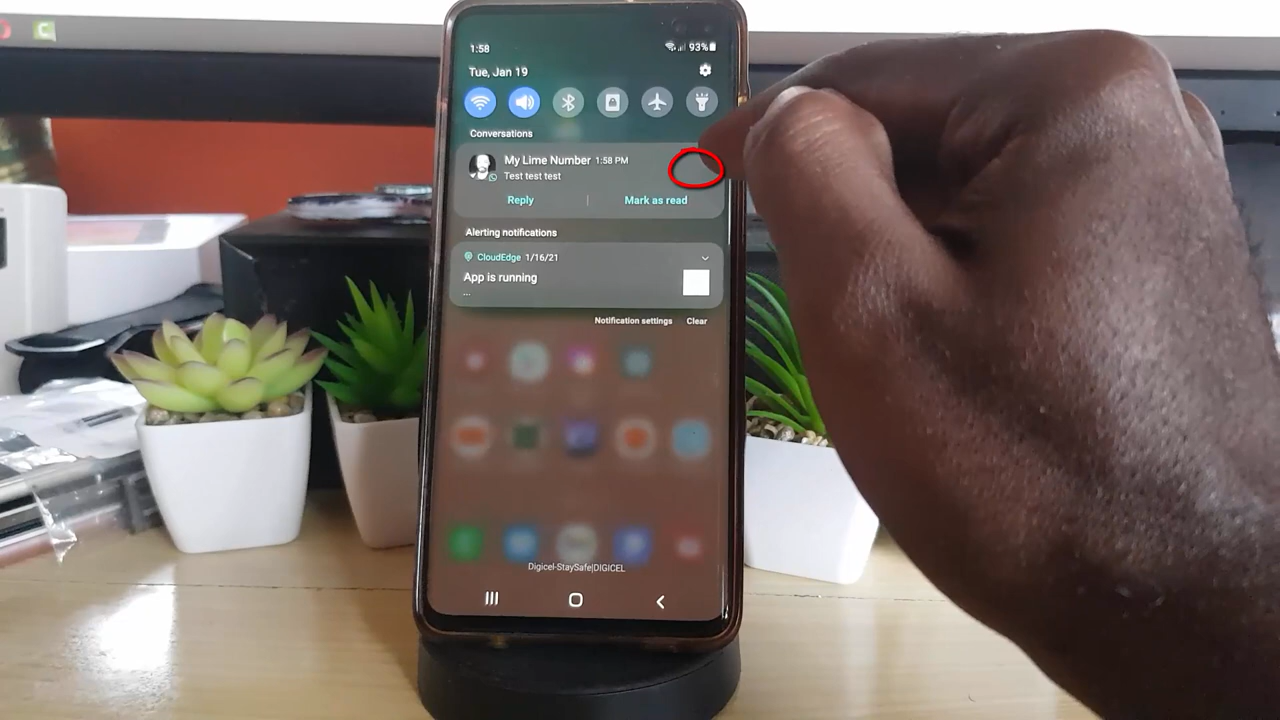 1:58
93%
Tue, Jan 19
Conversations
My Lime Number 1:58 PM
Test test test
Reply
Mark as read
Alerting notifications
CloudEdge 1/16/21
App is running
...
Notification settings Clear
Digicel-StaySafe|DIGICEL